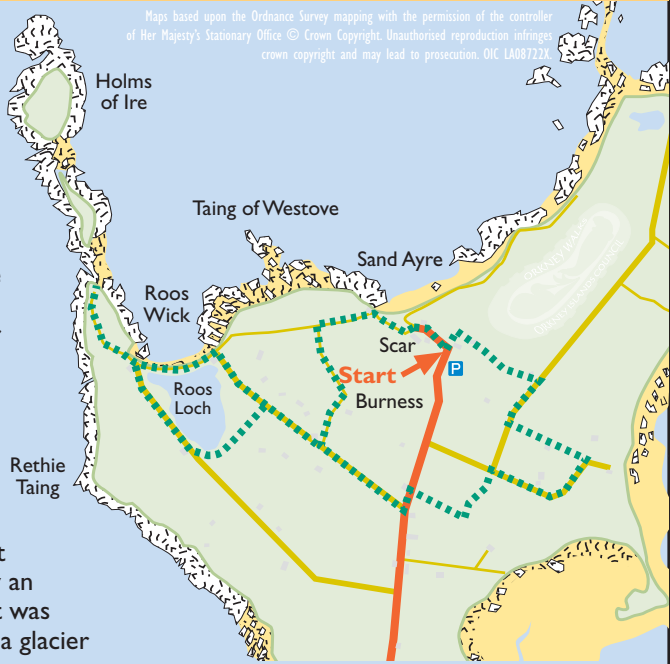 Maps based upon the Ordnance Survey mapping with the permission of the controller
of Her Majesty's Stationary Office © Crown Copyright. Unauthorised reproduction infringes
crown copyright and may lead to prosecution. OIC LA08722X.
Holms
of Ire
Taing of Westove
Sand Ayre
Roos
Wick
Scar
Start
P
Roos
Loch
Burness
Rethie
Taing
t
an
t was
a glacier